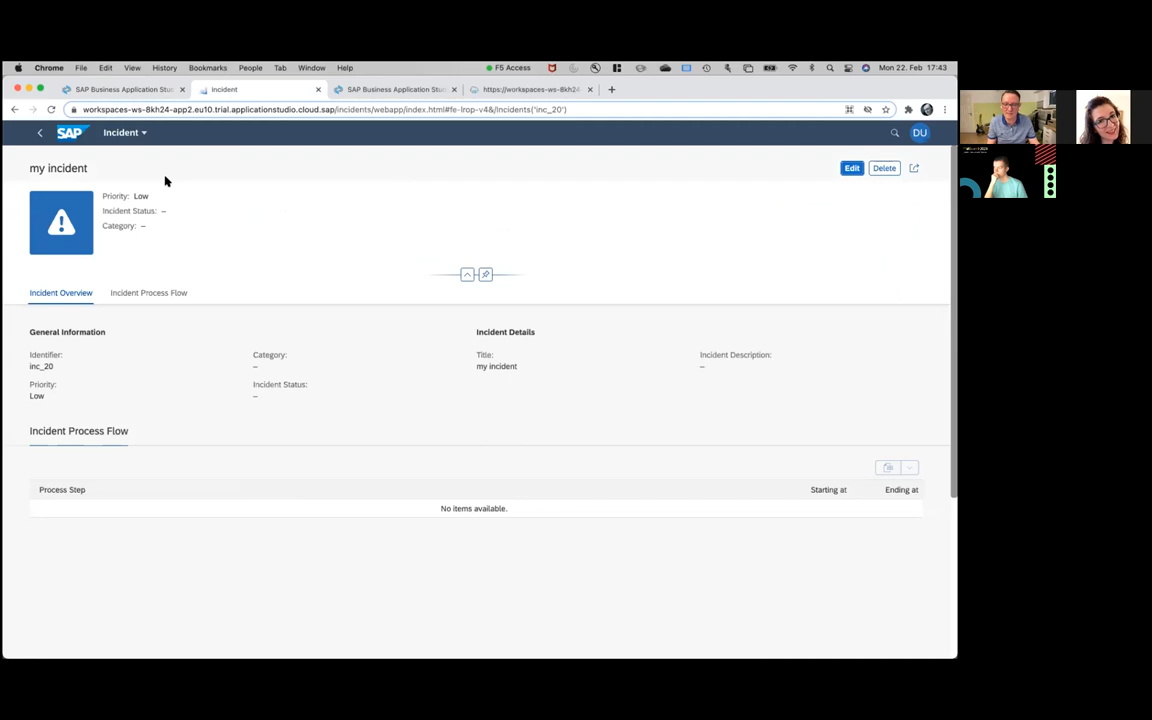 Chrome File Edit View History Bookmarks People Tab Window Help F5 Access Mon 22. Feb 17:43
SAP Business Application Stud Incident SAP Business Application Stud https://workspaces-ws-8kh24-
workspaces-ws-8kh24-app2.eu10.trial.applicationstudio.cloud.sap/incidents/webapp/index.html#fe-lrop-v4&/Incidents('inc_20')
SAP Incident DU
my incident Edit Delete
Priority: Low
Incident Status: –
Category: –
Incident Overview Incident Process Flow
General Information Incident Details
Identifier: Category: Title: Incident Description:
inc_20 – my incident –
Priority: Incident Status:
Low –
Incident Process Flow
Process Step Starting at Ending at
No items available.